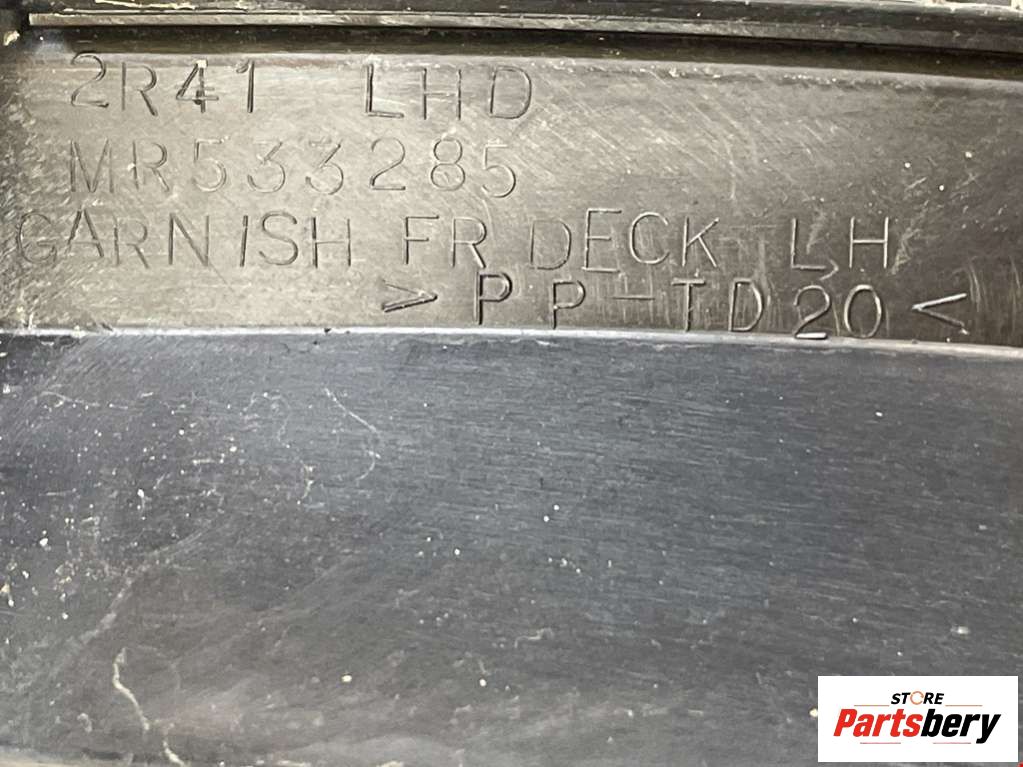 2R41 LHD
MR533285
GARNISH FR DECK LH
>PP-TD20<
STORE
Partsbery